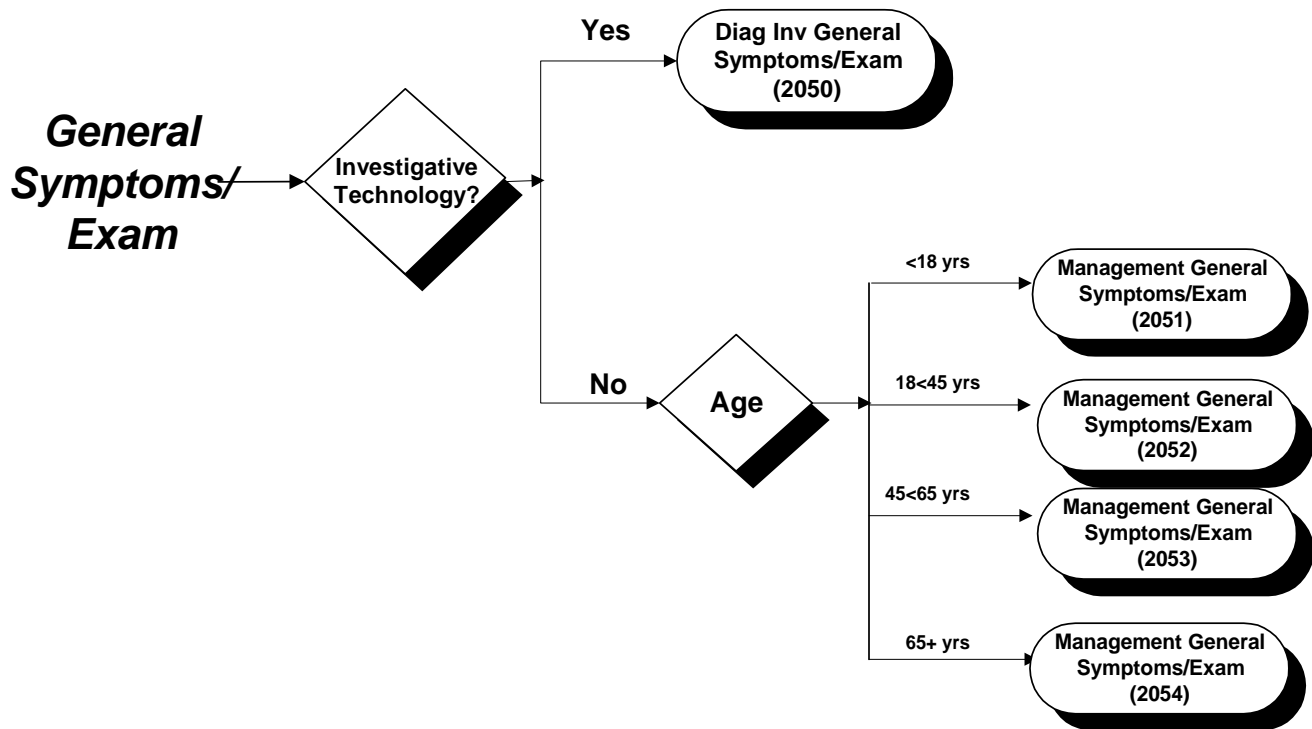 General
Symptoms/
Exam
Investigative
Technology?
Yes
Diag Inv General
Symptoms/Exam
(2050)
No
Age
<18 yrs
Management General
Symptoms/Exam
(2051)
18<45 yrs
Management General
Symptoms/Exam
(2052)
45<65 yrs
Management General
Symptoms/Exam
(2053)
65+ yrs
Management General
Symptoms/Exam
(2054)